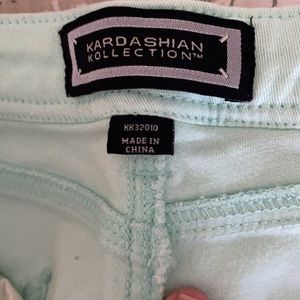 KARDASHIAN
KOLLECTION™
KK32010
MADE IN
CHINA